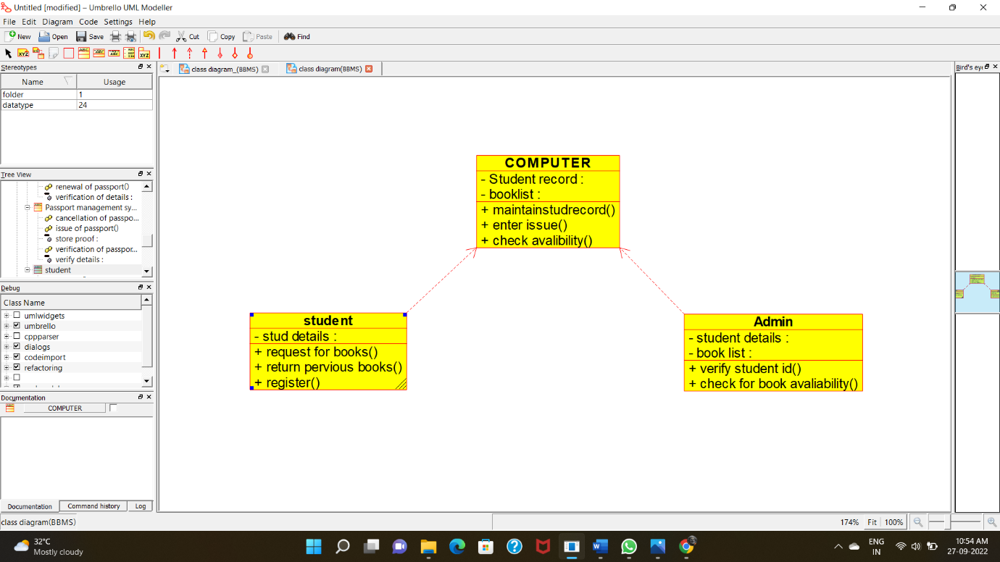 Untitled [modified] – Umbrello UML Modeller
File Edit Diagram Code Settings Help
New Open Save Cut Copy Paste Find
Stereotypes
Name Usage
folder 1
datatype 24
Tree View
renewal of passport()
verification of details :
Passport management sy...
cancellation of passpo...
issue of passport()
store proof :
verification of passpor...
verify details :
student
Debug
Class Name
umlwidgets
umbrello
cppparser
dialogs
codeimport
refactoring
Documentation
COMPUTER
Documentation Command history Log
class diagram(BBMS)
class diagram_(BBMS) class diagram(BBMS)
COMPUTER
- Student record :
- booklist :
+ maintainstudrecord()
+ enter issue()
+ check avalibility()
student
- stud details :
+ request for books()
+ return pervious books()
+ register()
Admin
- student details :
- book list :
+ verify student id()
+ check for book avaliability()
Bird's eye
174% Fit 100%
32°C
Mostly cloudy
ENG
IN
10:54 AM
27-09-2022